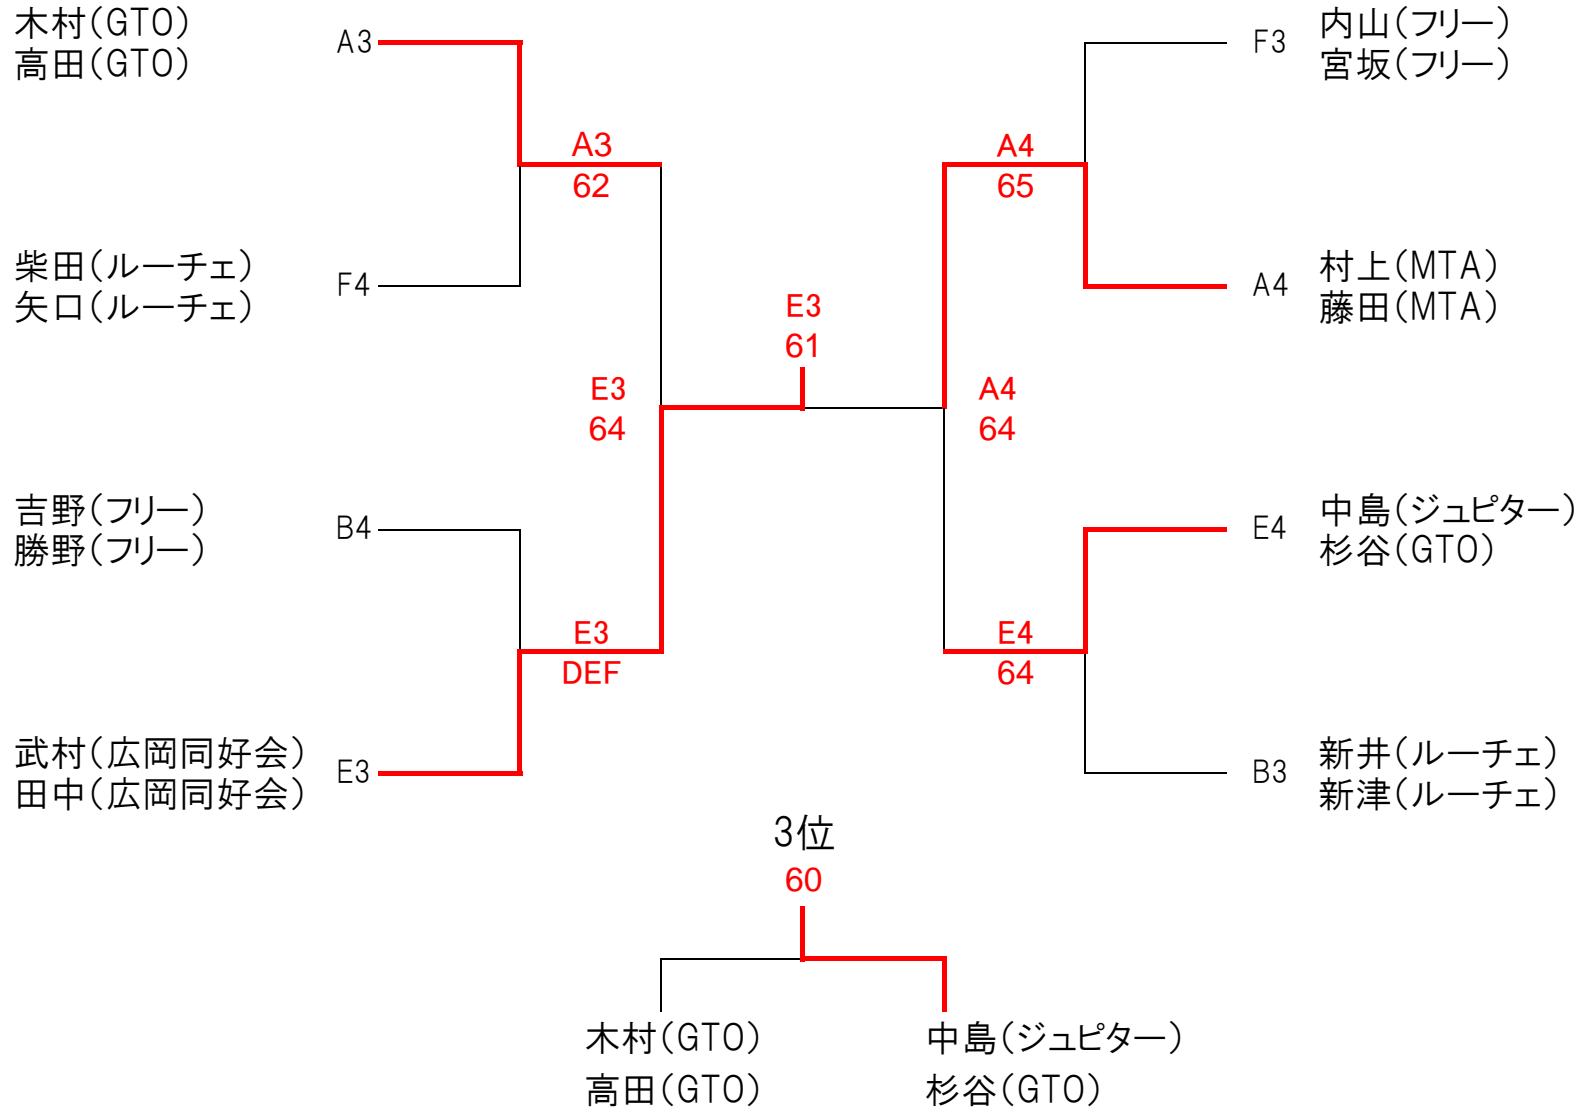 木村(GTO)
高田(GTO)
A3
F3
内山(フリー)
宮坂(フリー)
A3
62
A4
65
柴田(ルーチェ)
矢口(ルーチェ)
F4
A4
村上(MTA)
藤田(MTA)
E3
61
E3
64
A4
64
吉野(フリー)
勝野(フリー)
B4
E4
中島(ジュピター)
杉谷(GTO)
E3
DEF
E4
64
武村(広岡同好会)
田中(広岡同好会)
E3
B3
新井(ルーチェ)
新津(ルーチェ)
3位
60
木村(GTO)
高田(GTO)
中島(ジュピター)
杉谷(GTO)